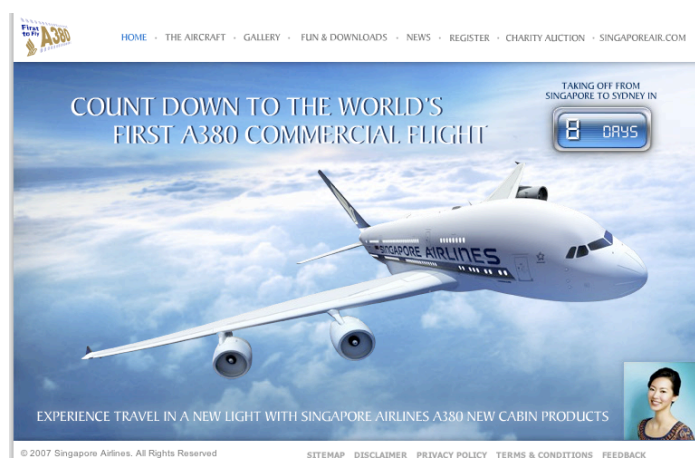 First
to Fly A380
HOME • THE AIRCRAFT • GALLERY • FUN & DOWNLOADS • NEWS • REGISTER • CHARITY AUCTION • SINGAPOREAIR.COM
COUNT DOWN TO THE WORLD'S
FIRST A380 COMMERCIAL FLIGHT
TAKING OFF FROM
SINGAPORE TO SYDNEY IN
8 DAYS
SINGAPORE AIRLINES
EXPERIENCE TRAVEL IN A NEW LIGHT WITH SINGAPORE AIRLINES A380 NEW CABIN PRODUCTS
© 2007 Singapore Airlines. All Rights Reserved
SITEMAP DISCLAIMER PRIVACY POLICY TERMS & CONDITIONS FEEDBACK